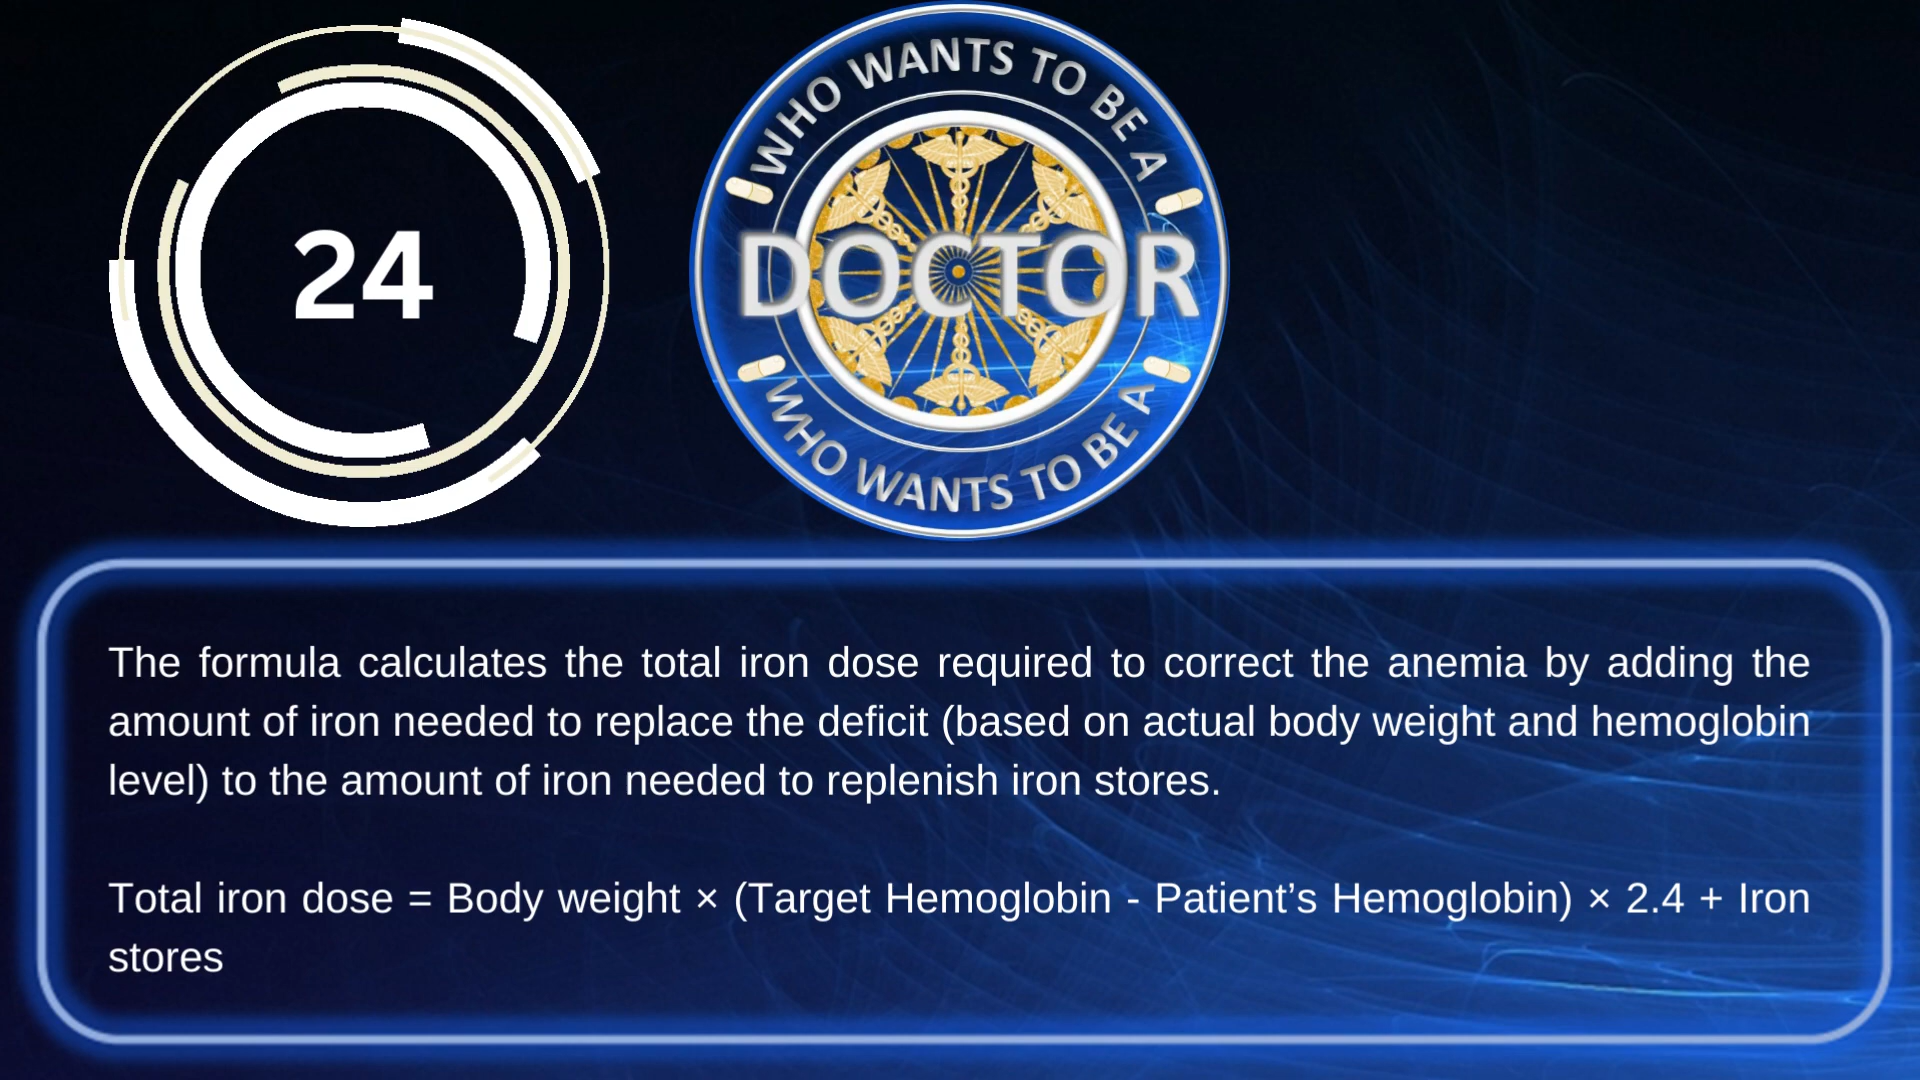 24
WHO WANTS TO BE A
DOCTOR
WHO WANTS TO BE A
The formula calculates the total iron dose required to correct the anemia by adding the
amount of iron needed to replace the deficit (based on actual body weight and hemoglobin
level) to the amount of iron needed to replenish iron stores.
Total iron dose = Body weight × (Target Hemoglobin - Patient’s Hemoglobin) × 2.4 + Iron
stores